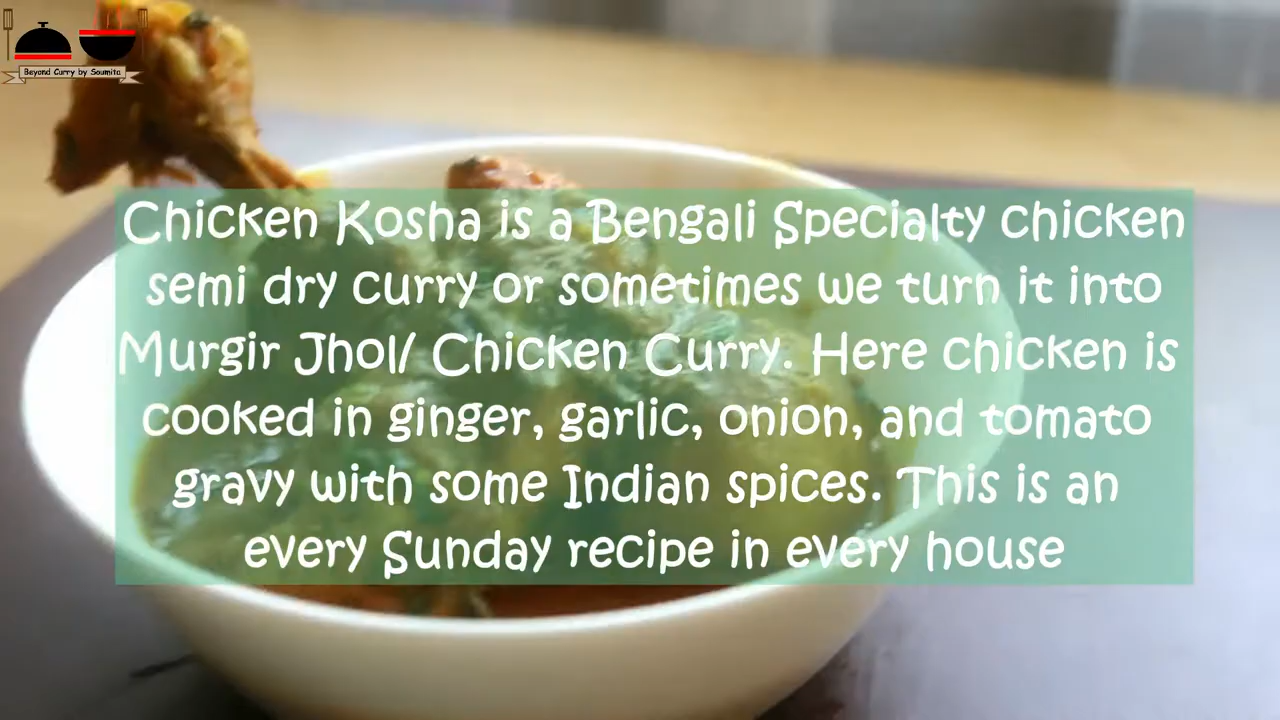 Beyond Curry by Soumita
Chicken Kosha is a Bengali Specialty chicken
semi dry curry or sometimes we turn it into
Murgir Jhol/ Chicken Curry. Here chicken is
cooked in ginger, garlic, onion, and tomato
gravy with some Indian spices. This is an
every Sunday recipe in every house